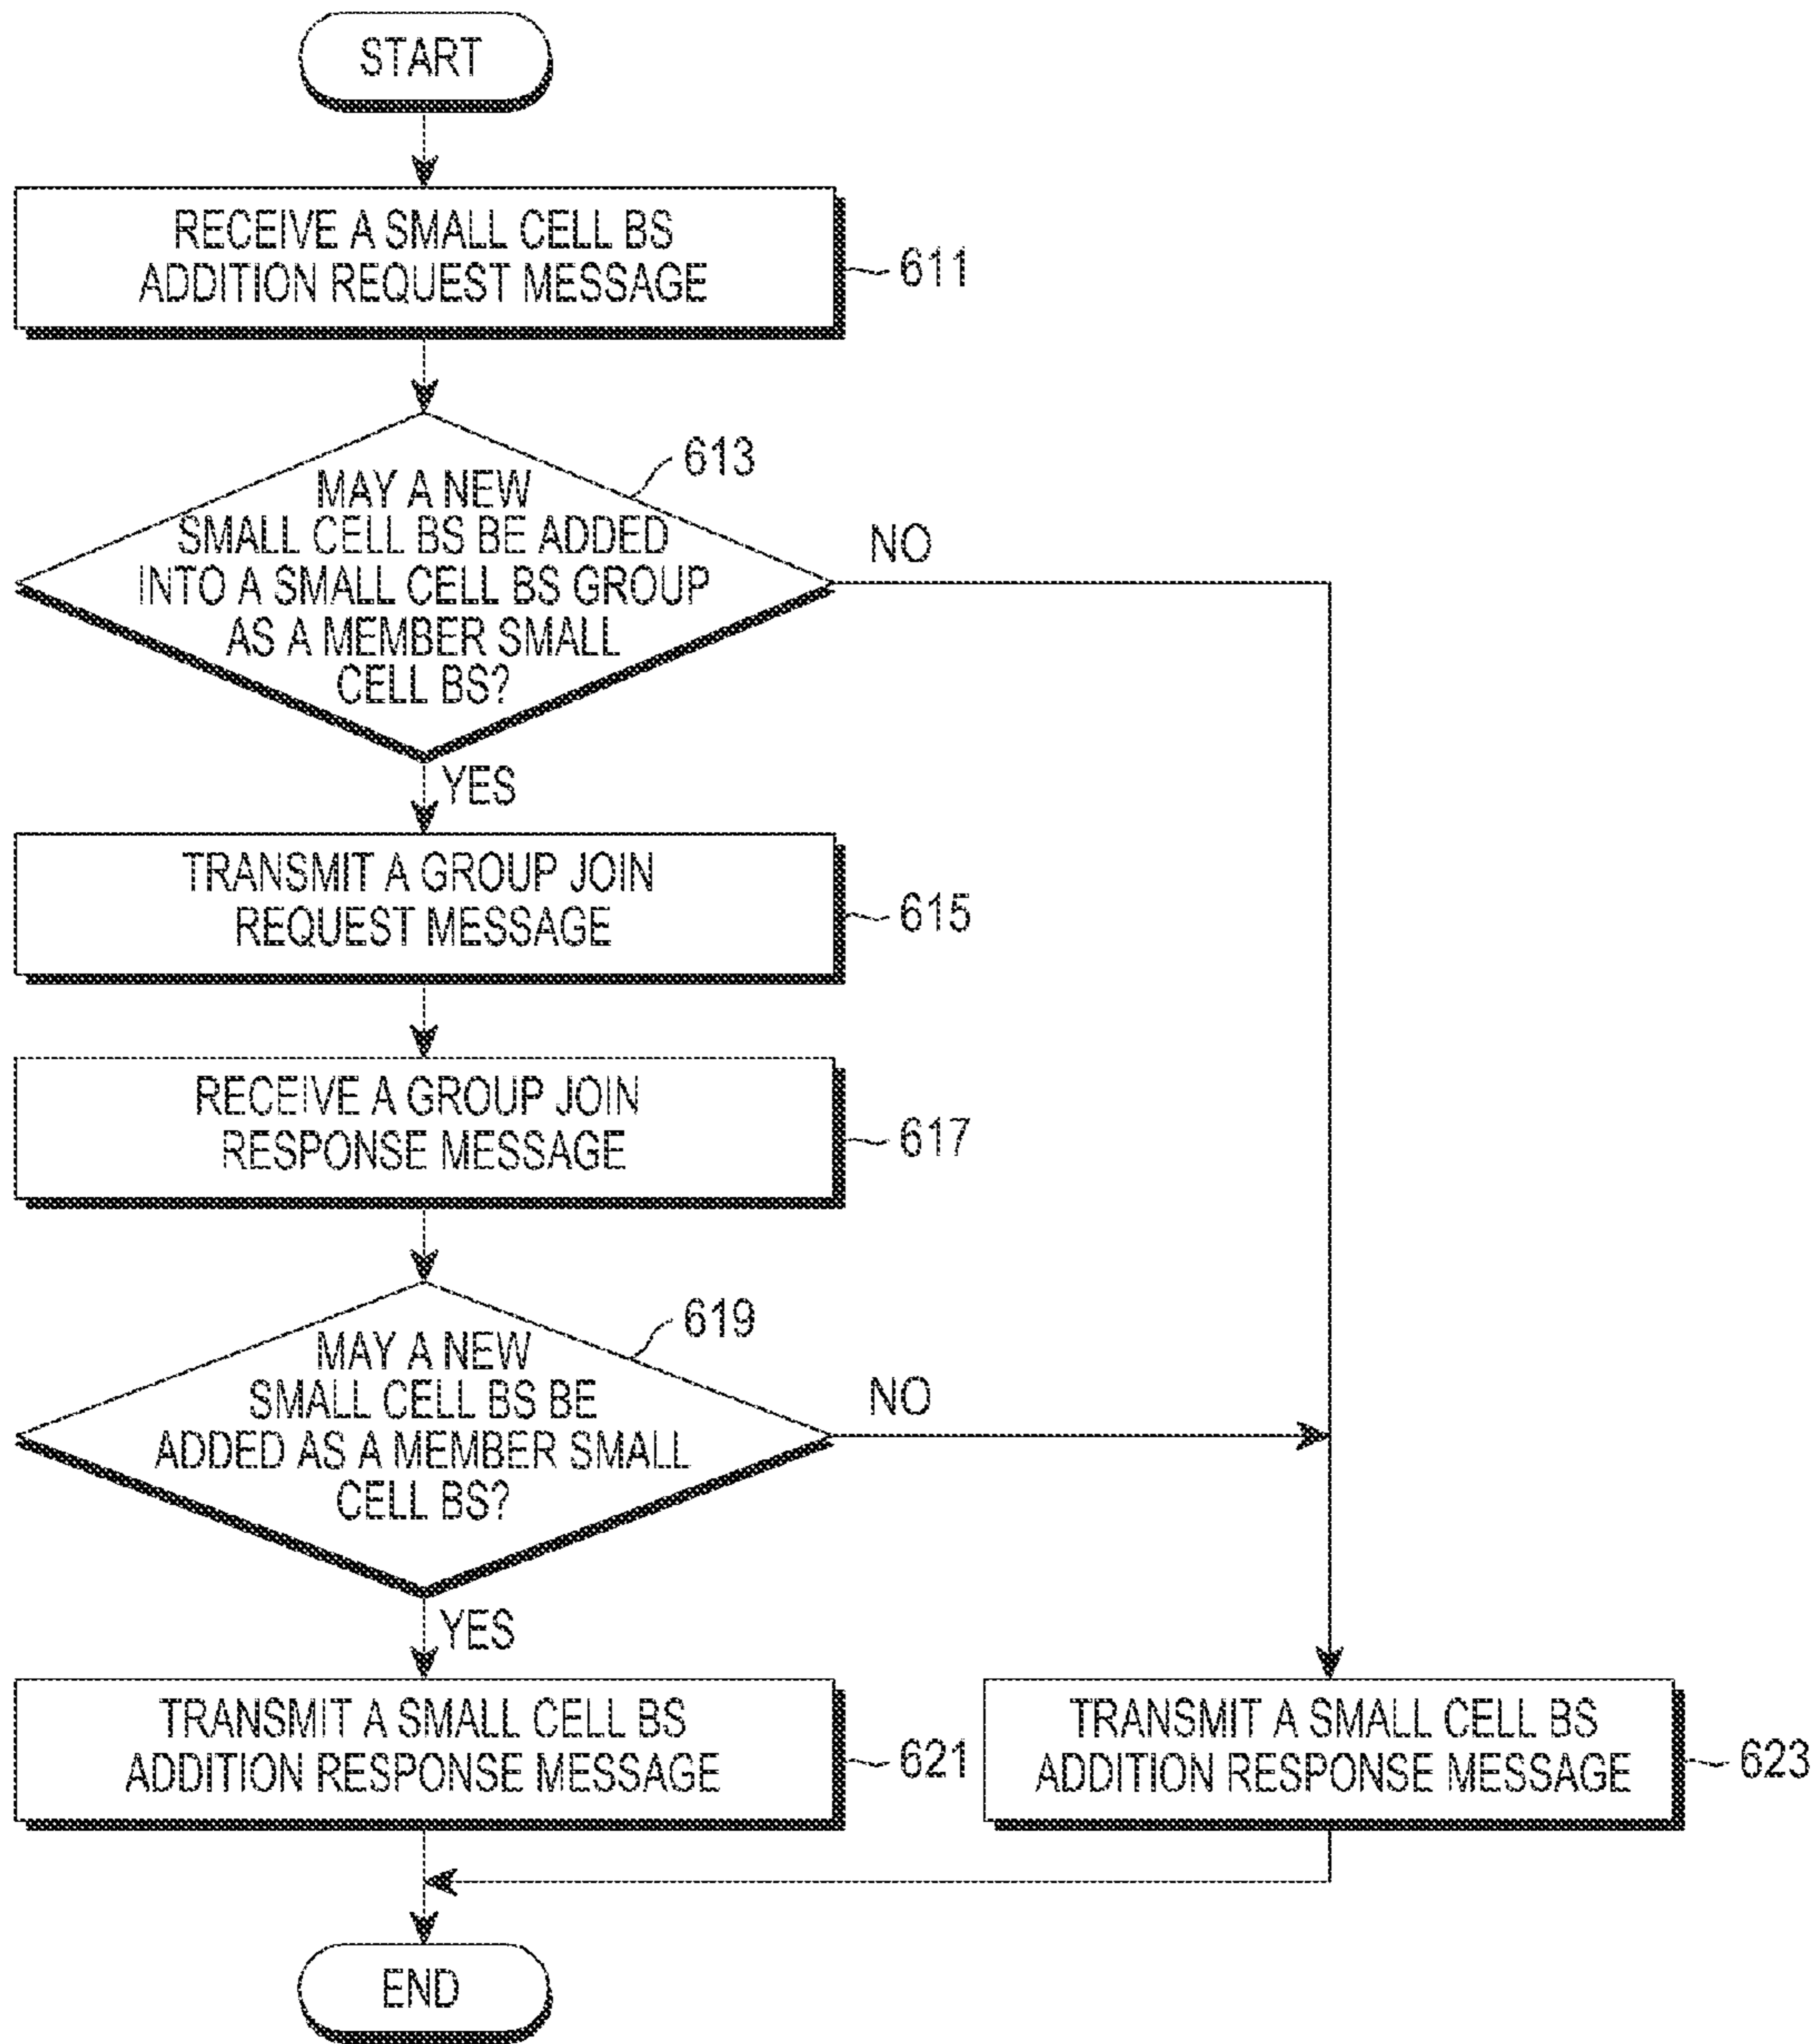 START
RECEIVE A SMALL CELL BS
ADDITION REQUEST MESSAGE
611
613
MAY A NEW
SMALL CELL BS BE ADDED
INTO A SMALL CELL BS GROUP
AS A MEMBER SMALL
CELL BS?
NO
YES
TRANSMIT A GROUP JOIN
REQUEST MESSAGE
615
RECEIVE A GROUP JOIN
RESPONSE MESSAGE
617
619
MAY A NEW
SMALL CELL BS BE
ADDED AS A MEMBER SMALL
CELL BS?
NO
YES
TRANSMIT A SMALL CELL BS
ADDITION RESPONSE MESSAGE
621
TRANSMIT A SMALL CELL BS
ADDITION RESPONSE MESSAGE
623
END